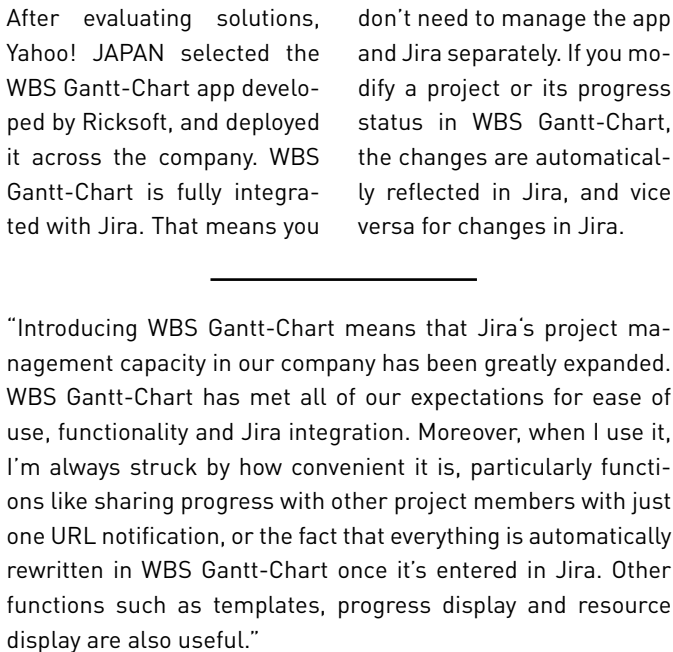 After evaluating solutions,
Yahoo! JAPAN selected the
WBS Gantt-Chart app develo-
ped by Ricksoft, and deployed
it across the company. WBS
Gantt-Chart is fully integra-
ted with Jira. That means you
don’t need to manage the app
and Jira separately. If you mo-
dify a project or its progress
status in WBS Gantt-Chart,
the changes are automatical-
ly reflected in Jira, and vice
versa for changes in Jira.
“Introducing WBS Gantt-Chart means that Jira‘s project ma-
nagement capacity in our company has been greatly expanded.
WBS Gantt-Chart has met all of our expectations for ease of
use, functionality and Jira integration. Moreover, when I use it,
I’m always struck by how convenient it is, particularly functi-
ons like sharing progress with other project members with just
one URL notification, or the fact that everything is automatically
rewritten in WBS Gantt-Chart once it’s entered in Jira. Other
functions such as templates, progress display and resource
display are also useful.”